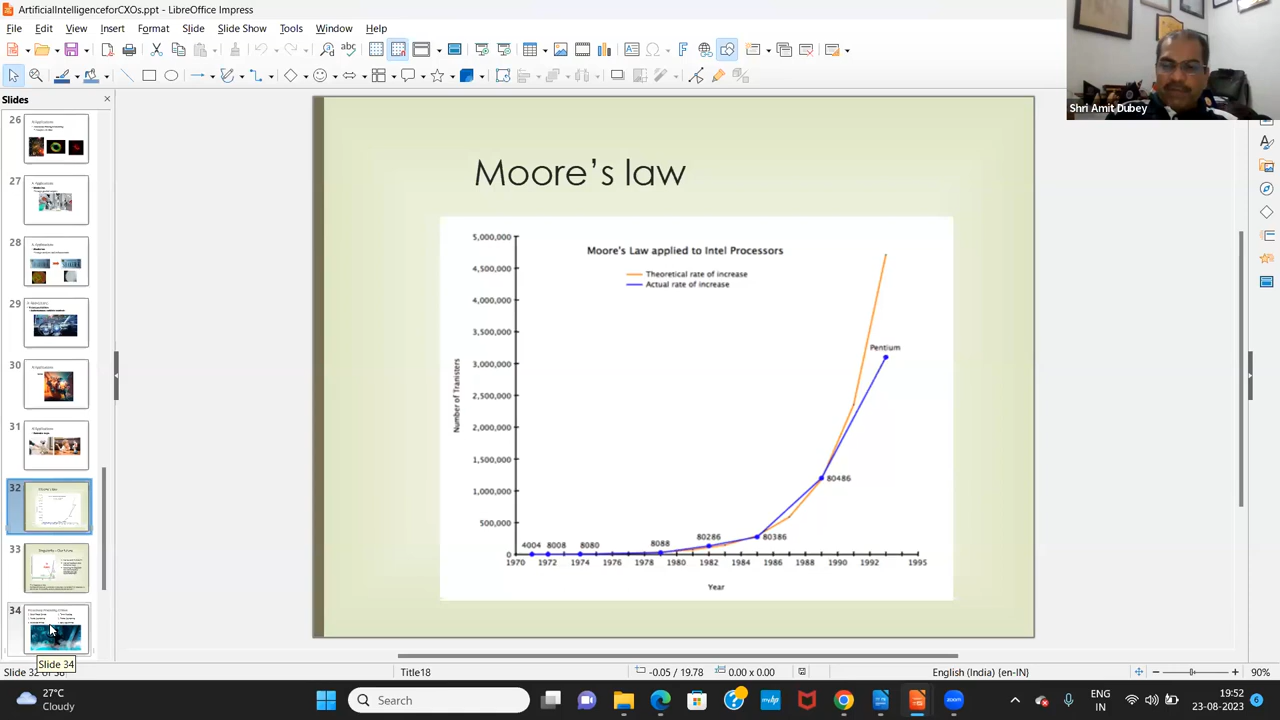 ArtificialIntelligenceforCXOs.ppt - LibreOffice Impress
File Edit View Insert Format Slide Slide Show Tools Window Help
Shri Amit Dubey
Slides
26
27
28
29
30
31
32
33
34
Slide 34
Moore's law
Moore's Law applied to Intel Processors
Theoretical rate of increase
Actual rate of increase
Number of Tranisters
5,000,000
4,500,000
4,000,000
3,500,000
3,000,000
2,500,000
2,000,000
1,500,000
1,000,000
500,000
0
Pentium
80486
80386
80286
8088
8080
8008
4004
1970 1972 1974 1976 1978 1980 1982 1984 1986 1988 1990 1992 1995
Year
Title18
-0.05 / 19.78
0.00 x 0.00
English (India) (en-IN)
90%
27°C
Cloudy
Search
ENG
IN
19:52
23-08-2023